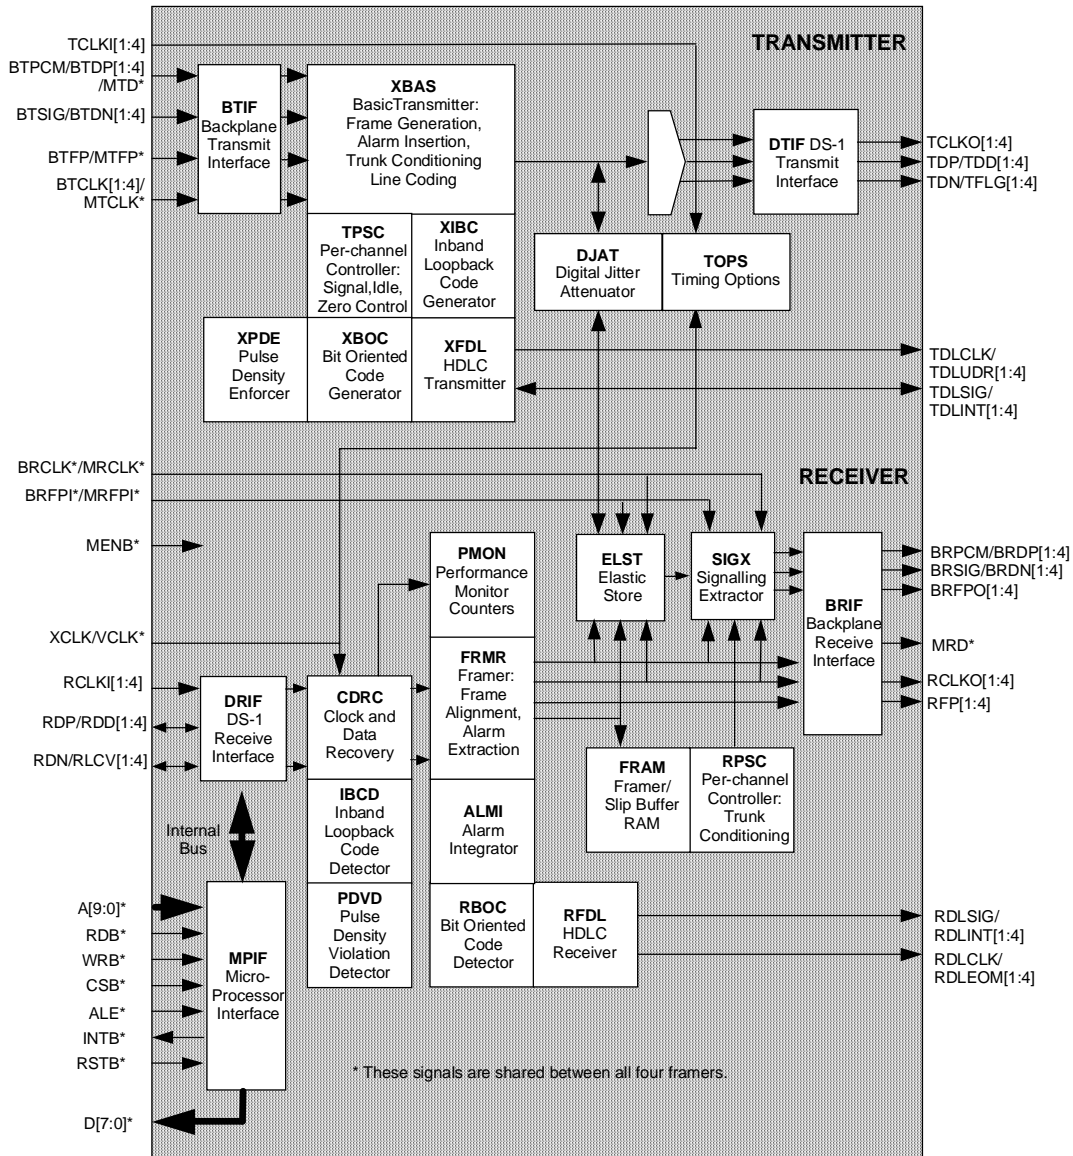 TRANSMITTER
TCLKI[1:4]
BTPCM/BTDP[1:4]
/MTD*
BTSIG/BTDN[1:4]
BTFP/MTFP*
BTCLK[1:4]/
MTCLK*
BTIF
Backplane
Transmit
Interface
XBAS
BasicTransmitter:
Frame Generation,
Alarm Insertion,
Trunk Conditioning
Line Coding
DTIF DS-1
Transmit
Interface
TCLKO[1:4]
TDP/TDD[1:4]
TDN/TFLG[1:4]
TPSC
Per-channel
Controller:
Signal,Idle,
Zero Control
XIBC
Inband
Loopback
Code
Generator
DJAT
Digital Jitter
Attenuator
TOPS
Timing Options
XPDE
Pulse
Density
Enforcer
XBOC
Bit Oriented
Code
Generator
XFDL
HDLC
Transmitter
TDLCLK/
TDLUDR[1:4]
TDLSIG/
TDLINT[1:4]
RECEIVER
BRCLK*/MRCLK*
BRFPI*/MRFPI*
MENB*
XCLK/VCLK*
RCLKI[1:4]
RDP/RDD[1:4]
RDN/RLCV[1:4]
PMON
Performance
Monitor
Counters
ELST
Elastic
Store
SIGX
Signalling
Extractor
BRIF
Backplane
Receive
Interface
BRPCM/BRDP[1:4]
BRSIG/BRDN[1:4]
BRFPO[1:4]
MRD*
RCLKO[1:4]
RFP[1:4]
DRIF
DS-1
Receive
Interface
CDRC
Clock and
Data
Recovery
FRMR
Framer:
Frame
Alignment,
Alarm
Extraction
FRAM
Framer/
Slip Buffer
RAM
RPSC
Per-channel
Controller:
Trunk
Conditioning
IBCD
Inband
Loopback
Code
Detector
ALMI
Alarm
Integrator
Internal
Bus
PDVD
Pulse
Density
Violation
Detector
RBOC
Bit Oriented
Code
Detector
RFDL
HDLC
Receiver
RDLSIG/
RDLINT[1:4]
RDLCLK/
RDLEOM[1:4]
A[9:0]*
RDB*
WRB*
CSB*
ALE*
INTB*
RSTB*
D[7:0]*
MPIF
Micro-
Processor
Interface
* These signals are shared between all four framers.